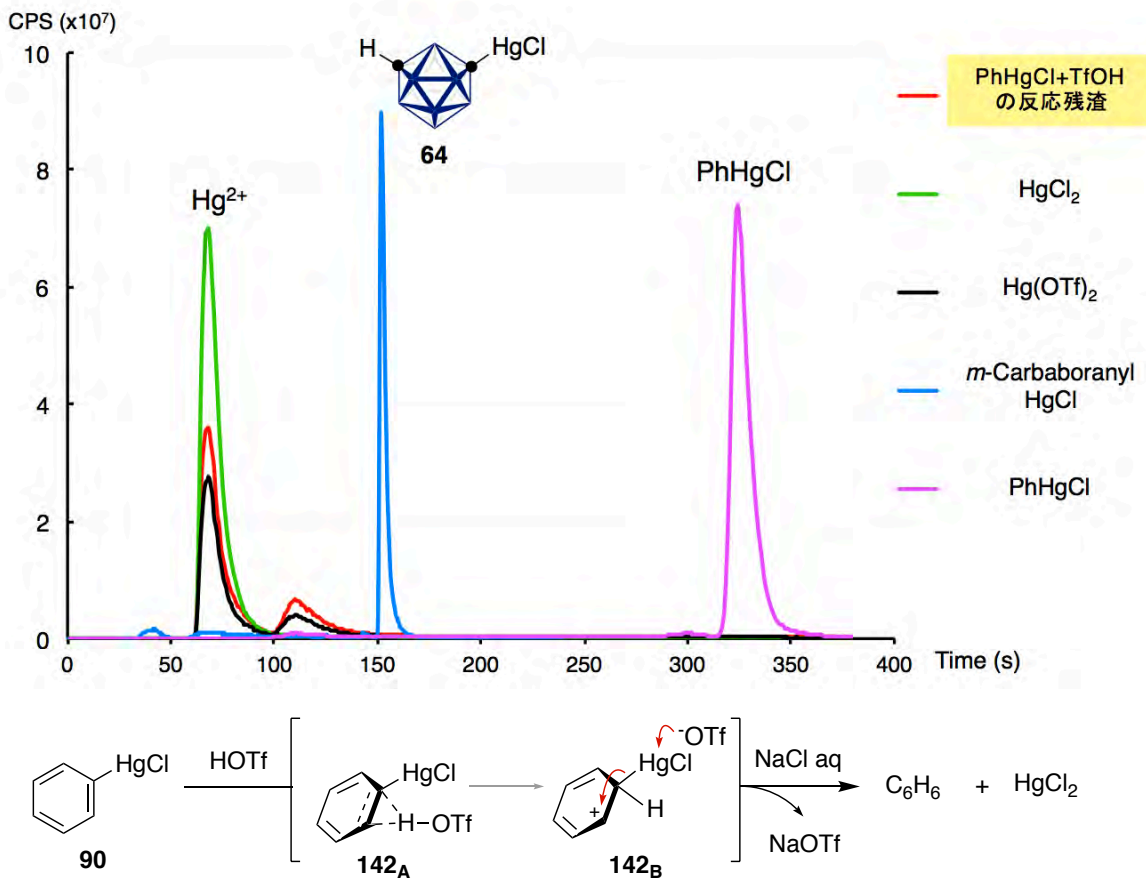 CPS (x10⁷)
10
8
6
4
2
0
0
50
100
150
200
250
300
350
400
Time (s)
Hg²⁺
H
HgCl
64
PhHgCl
PhHgCl+TfOH
の反応残渣
HgCl₂
Hg(OTf)₂
m-Carbaboranyl
HgCl
PhHgCl
HgCl
90
HOTf
HgCl
H–OTf
142A
HgCl
⁻OTf
H
+
142B
NaCl aq
NaOTf
C₆H₆ + HgCl₂